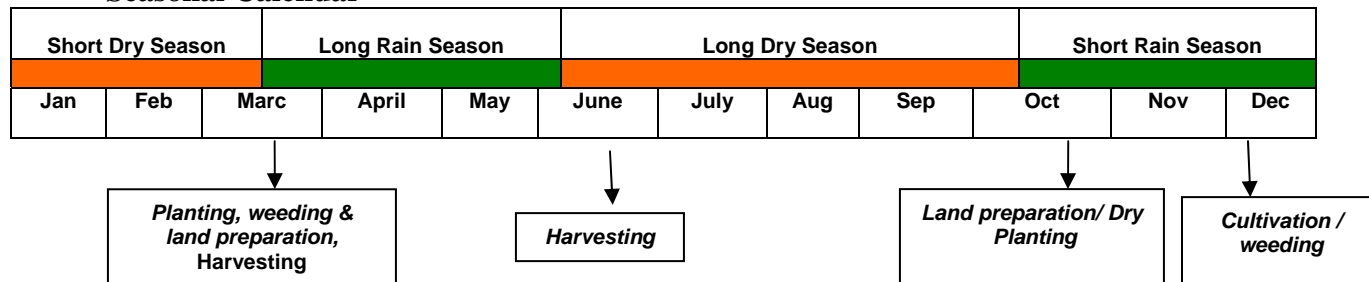 Seasonal Calendar
Short Dry Season Long Rain Season Long Dry Season Short Rain Season
Jan Feb Marc April May June July Aug Sep Oct Nov Dec
Planting, weeding &
land preparation,
Harvesting
Harvesting
Land preparation/ Dry
Planting
Cultivation /
weeding